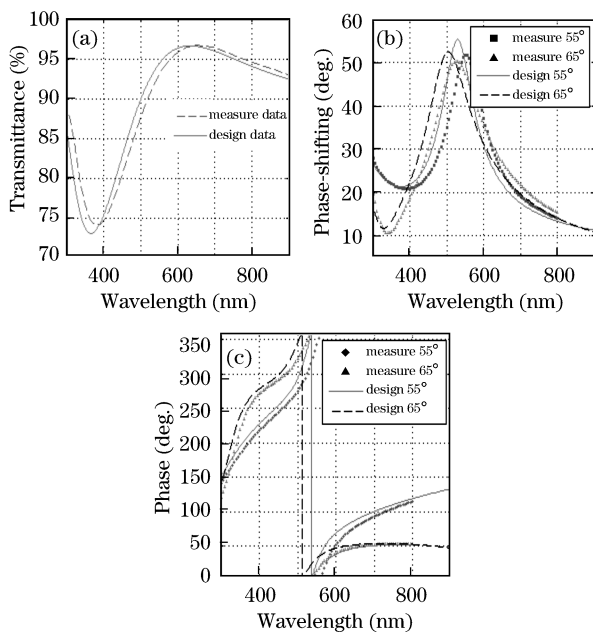 (a)
100
95
90
85
80
75
70
Transmittance (%)
measure data
design data
400 600 800
Wavelength (nm)
(b)
60
50
40
30
20
10
Phase-shifting (deg.)
measure 55°
measure 65°
design 55°
design 65°
400 600 800
Wavelength (nm)
(c)
350
300
250
200
150
100
50
0
Phase (deg.)
measure 55°
measure 65°
design 55°
design 65°
400 600 800
Wavelength (nm)